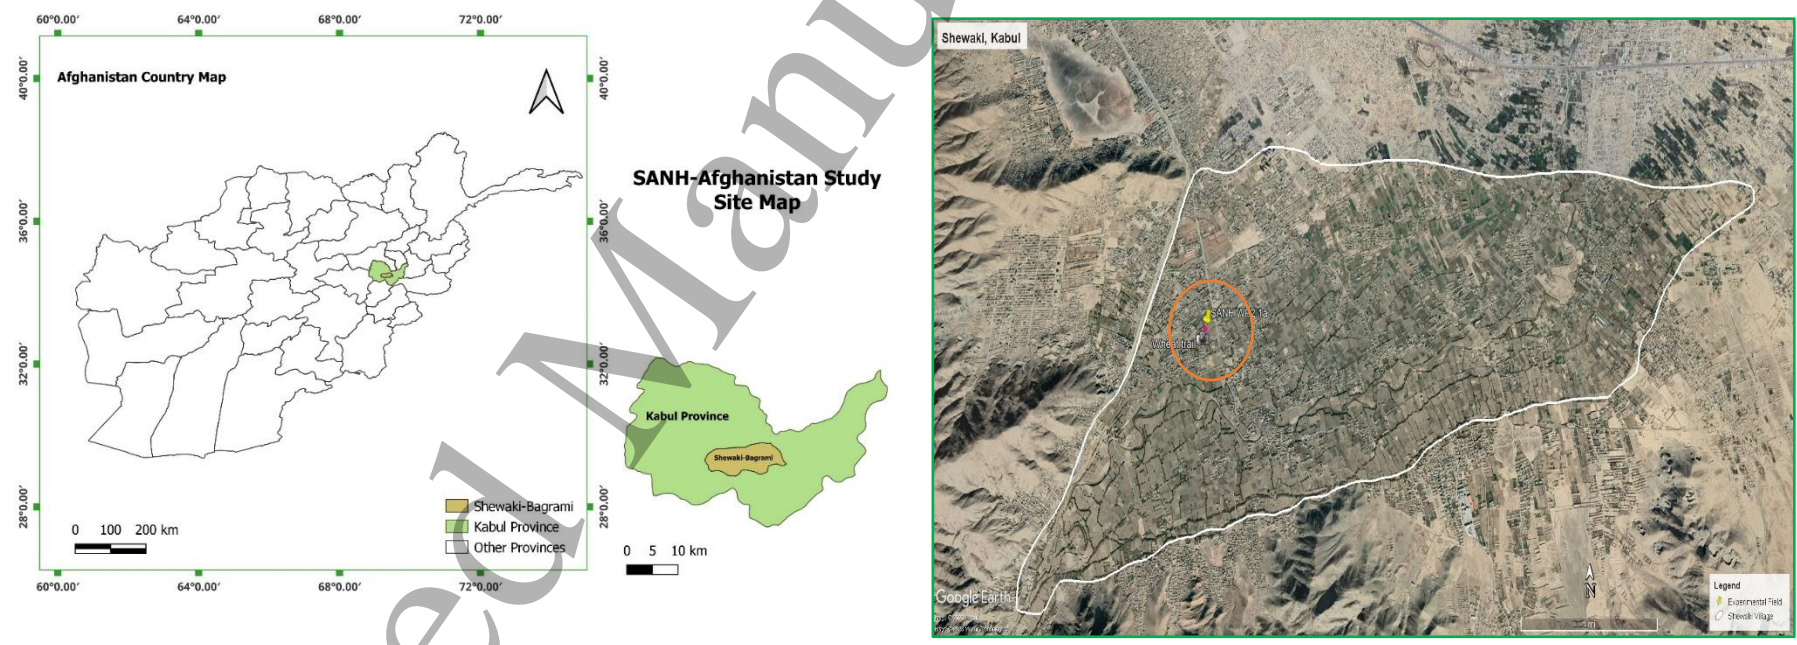 60°0.00′ 64°0.00′ 68°0.00′ 72°0.00′
Afghanistan Country Map
40°0.00′ 40°0.00′
36°0.00′ 36°0.00′
32°0.00′ 32°0.00′
28°0.00′ 28°0.00′
Shewaki-Bagrami
Kabul Province
Other Provinces
0 100 200 km
60°0.00′ 64°0.00′ 68°0.00′ 72°0.00′
SANH-Afghanistan Study
Site Map
Kabul Province
Shewaki-Bagrami
0 5 10 km
ed Manu
Shewaki, Kabul
Wheat trail
Google Earth
N
Legend
Experimental Field
Shewaki Village